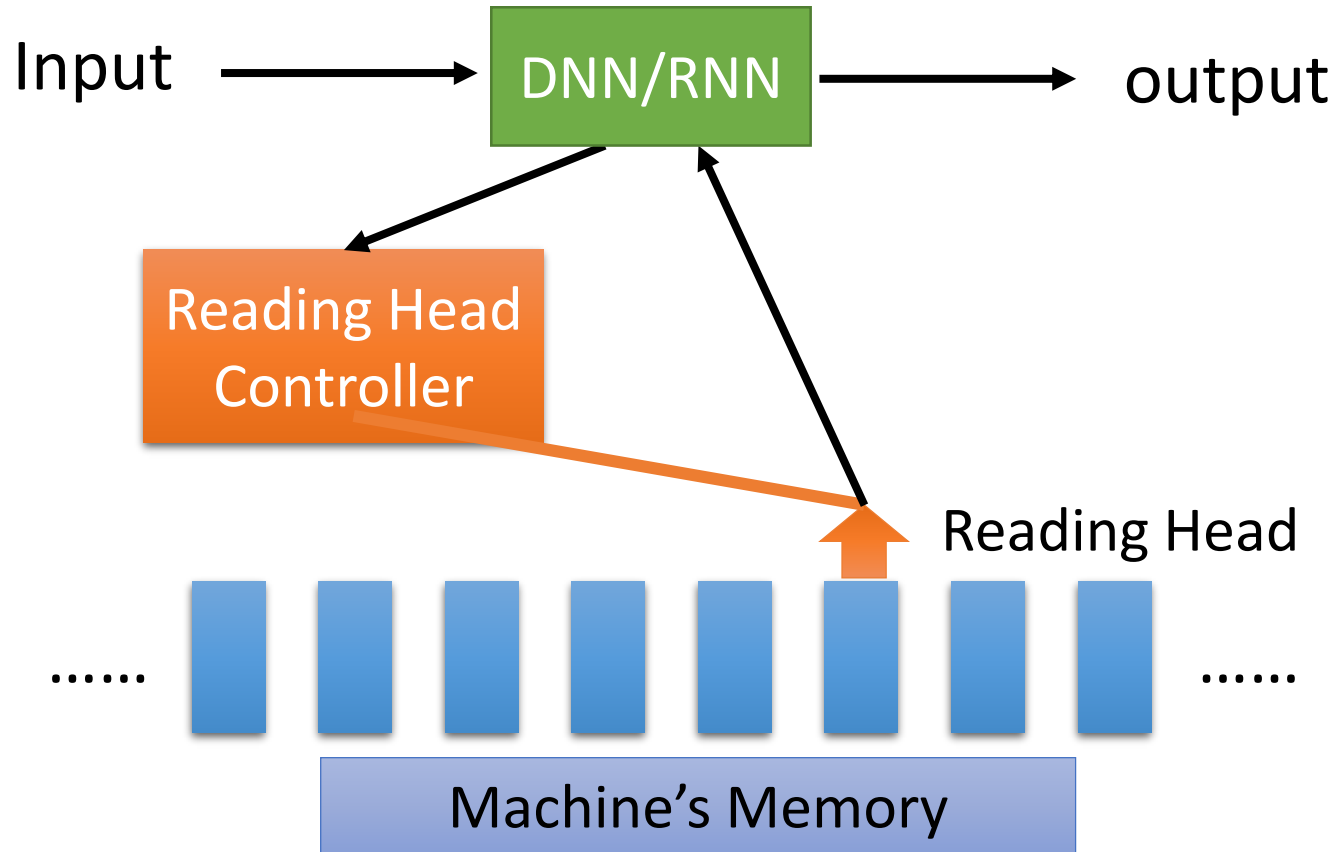 Input
DNN/RNN
output
Reading Head
Controller
Reading Head
……
……
Machine’s Memory